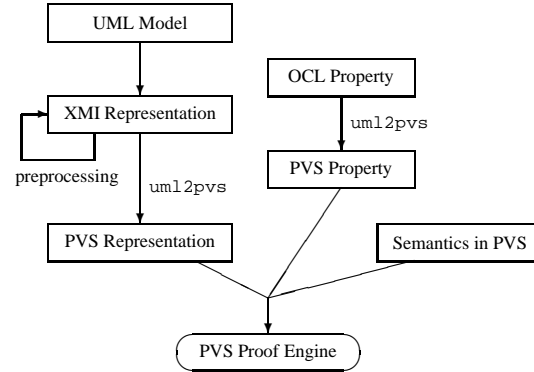 UML Model
OCL Property
XMI Representation
uml2pvs
preprocessing
PVS Property
uml2pvs
PVS Representation
Semantics in PVS
PVS Proof Engine